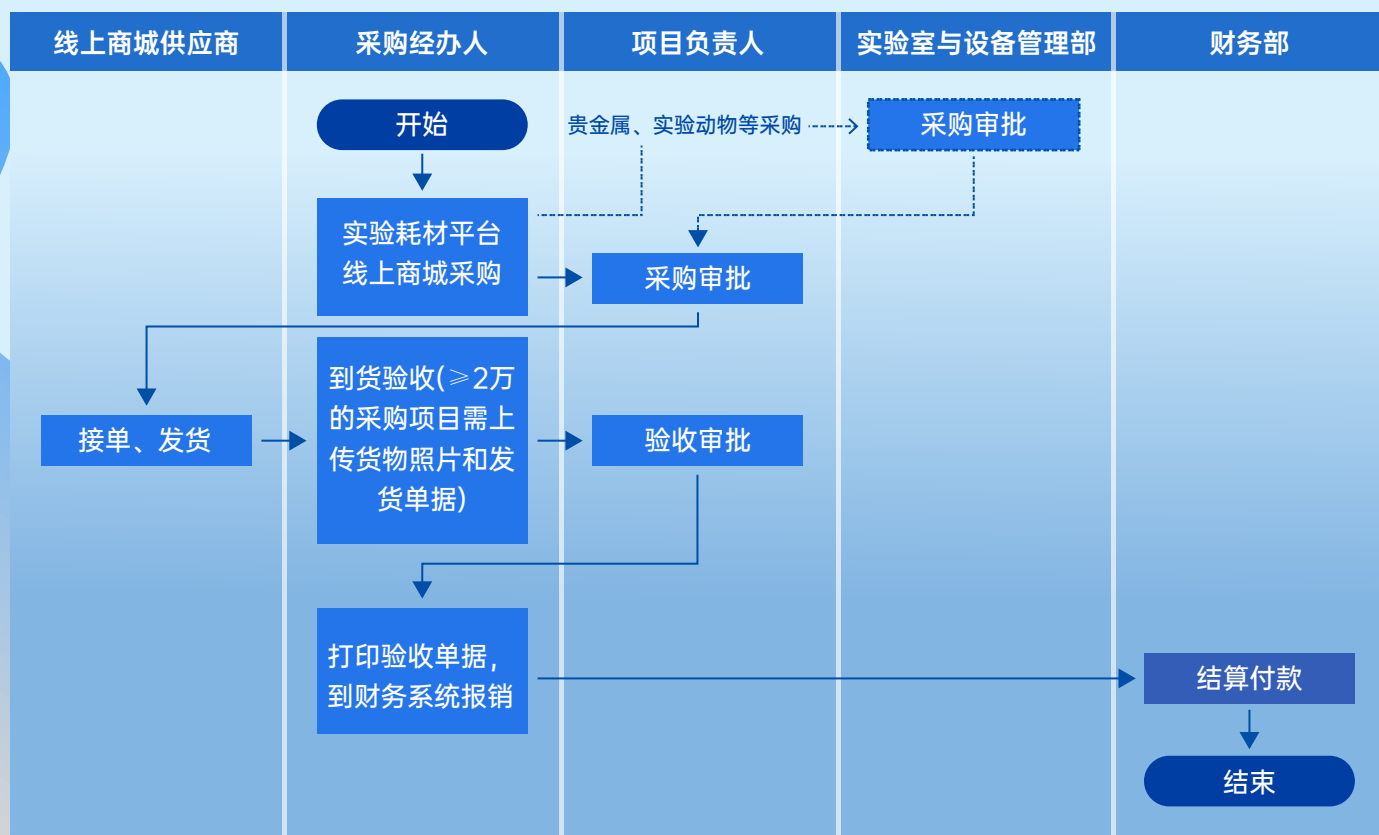 线上商城供应商
采购经办人
项目负责人
实验室与设备管理部
财务部
开始
贵金属、实验动物等采购
采购审批
实验耗材平台
线上商城采购
采购审批
到货验收(⩾2万
的采购项目需上
传货物照片和发
货单据)
接单、发货
验收审批
打印验收单据，
到财务系统报销
结算付款
结束